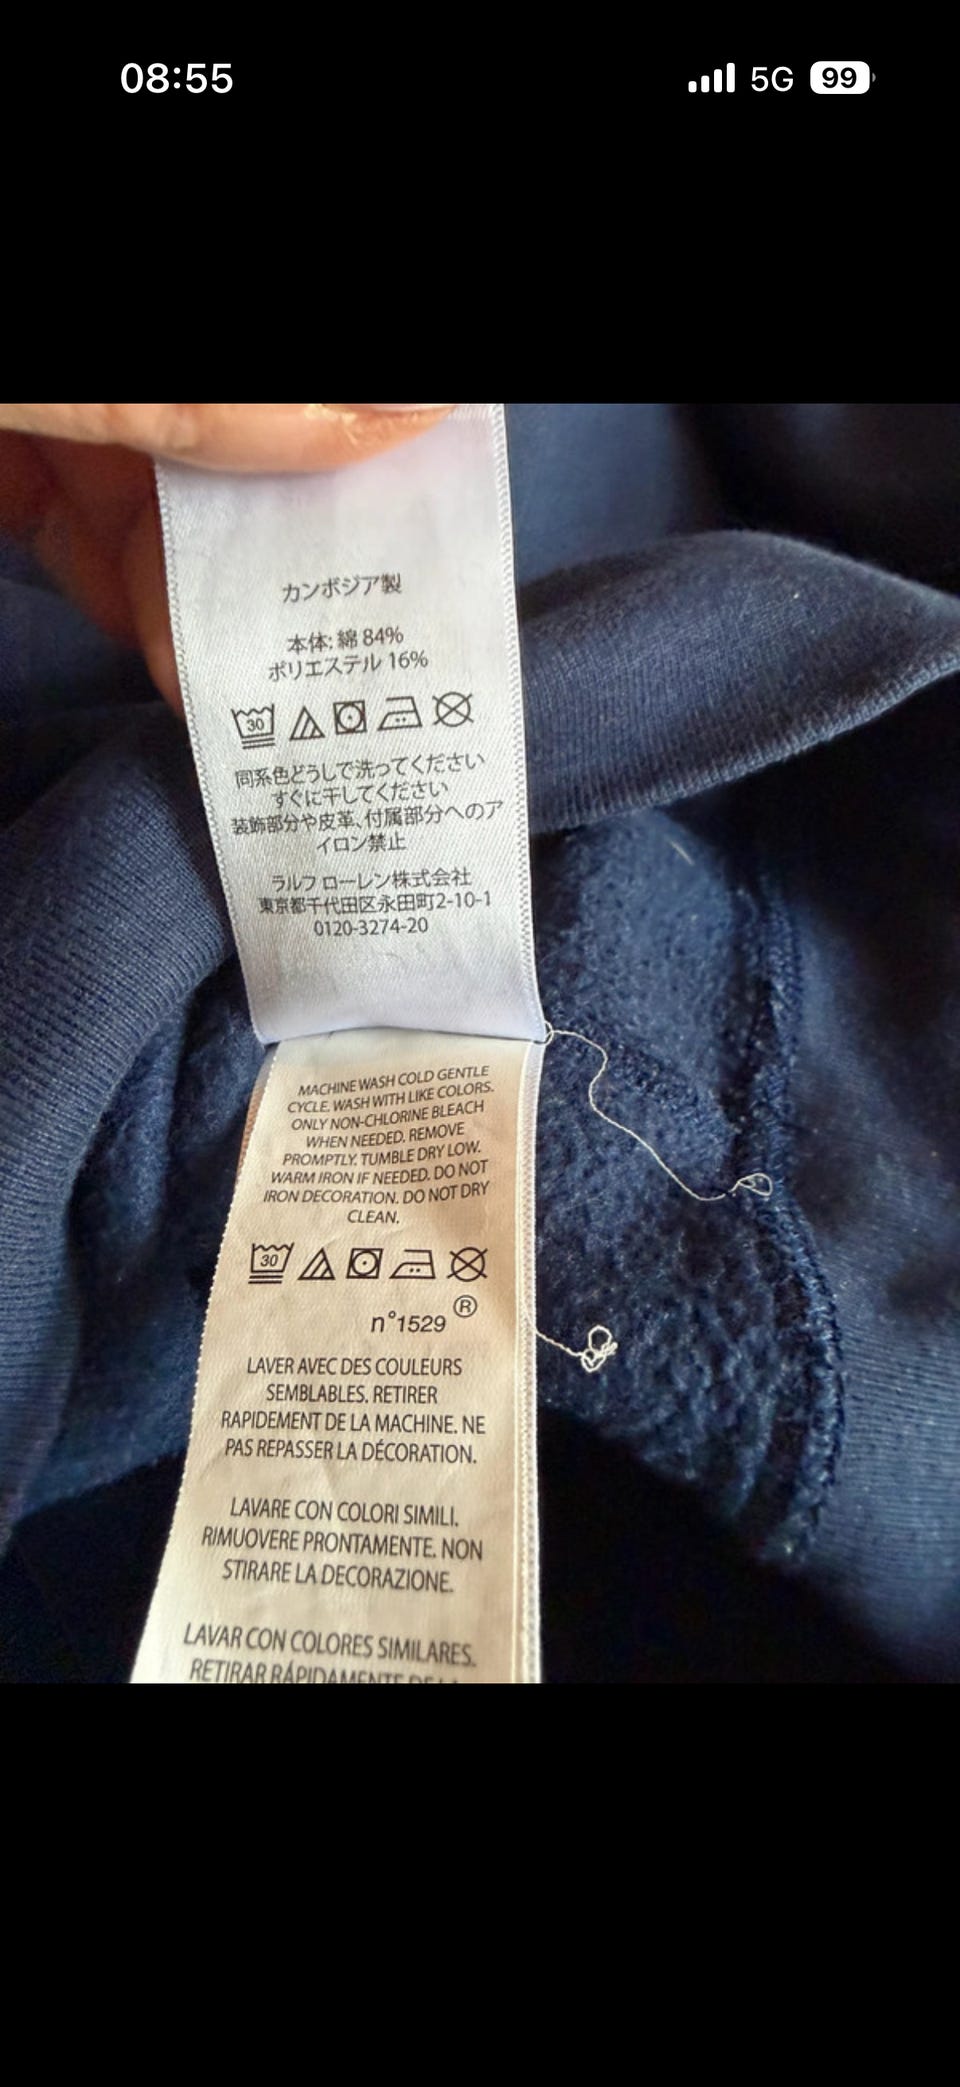 08:55
5G 99
カンボジア製
本体: 綿 84%
ポリエステル 16%
30
同系色どうしで洗ってください
すぐに干してください
装飾部分や皮革、付属部分へのア
イロン禁止
ラルフ ローレン株式会社
東京都千代田区永田町2-10-1
0120-3274-20
MACHINE WASH COLD GENTLE
CYCLE. WASH WITH LIKE COLORS.
ONLY NON-CHLORINE BLEACH
WHEN NEEDED. REMOVE
PROMPTLY. TUMBLE DRY LOW.
WARM IRON IF NEEDED. DO NOT
IRON DECORATION. DO NOT DRY
CLEAN.
30
n°1529 ®
LAVER AVEC DES COULEURS
SEMBLABLES. RETIRER
RAPIDEMENT DE LA MACHINE. NE
PAS REPASSER LA DÉCORATION.
LAVARE CON COLORI SIMILI.
RIMUOVERE PRONTAMENTE. NON
STIRARE LA DECORAZIONE.
LAVAR CON COLORES SIMILARES.
RETIRAR RÁPIDAMENTE DE LA